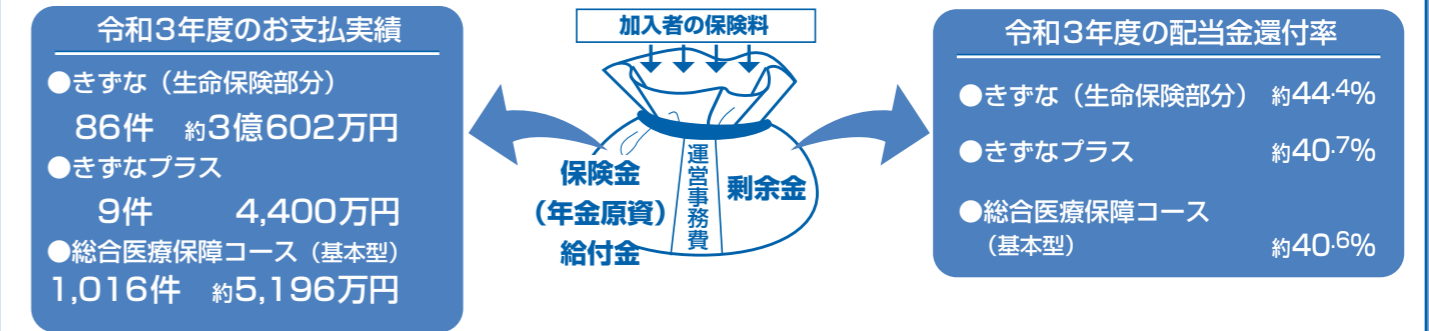 令和3年度のお支払実績
●きずな（生命保険部分）
86件 約3億602万円
●きずなプラス
9件 4,400万円
●総合医療保障コース（基本型）
1,016件 約5,196万円
加入者の保険料
保険金
（年金原資）
給付金
運営事務費
剰余金
令和3年度の配当金還付率
●きずな（生命保険部分） 約44.4%
●きずなプラス 約40.7%
●総合医療保障コース
（基本型） 約40.6%